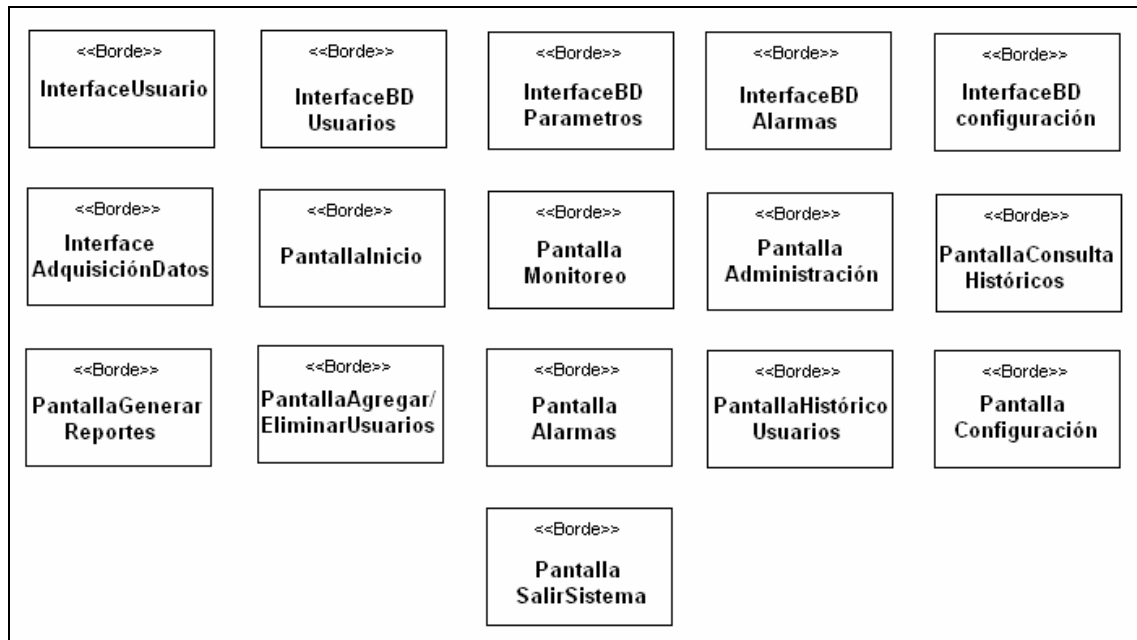 <<Borde>>
InterfaceUsuario
<<Borde>>
InterfaceBD
Usuarios
<<Borde>>
InterfaceBD
Parametros
<<Borde>>
InterfaceBD
Alarmas
<<Borde>>
InterfaceBD
configuración
<<Borde>>
Interface
AdquisiciónDatos
<<Borde>>
PantallaInicio
<<Borde>>
Pantalla
Monitoreo
<<Borde>>
Pantalla
Administración
<<Borde>>
PantallaConsulta
Históricos
<<Borde>>
PantallaGenerar
Reportes
<<Borde>>
PantallaAgregar/
EliminarUsuarios
<<Borde>>
Pantalla
Alarmas
<<Borde>>
PantallaHistórico
Usuarios
<<Borde>>
Pantalla
Configuración
<<Borde>>
Pantalla
SalirSistema